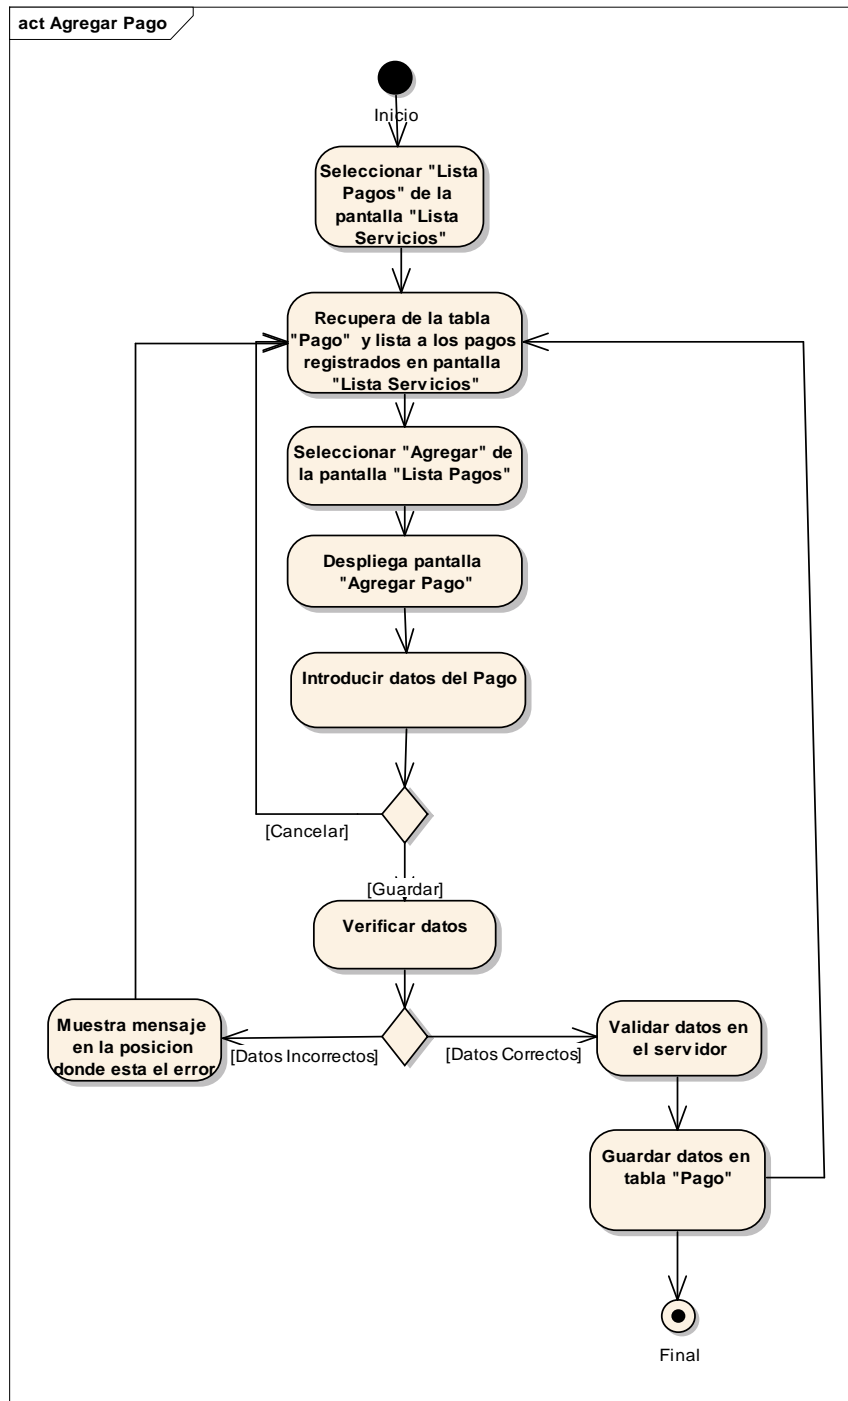 act Agregar Pago
Inicio
Seleccionar "Lista
Pagos" de la
pantalla "Lista
Servicios"
Recupera de la tabla
"Pago" y lista a los pagos
registrados en pantalla
"Lista Servicios"
Seleccionar "Agregar" de
la pantalla "Lista Pagos"
Despliega pantalla
"Agregar Pago"
Introducir datos del Pago
[Cancelar]
[Guardar]
Verificar datos
Muestra mensaje
en la posicion
donde esta el error
[Datos Incorrectos]
[Datos Correctos]
Validar datos en
el servidor
Guardar datos en
tabla "Pago"
Final